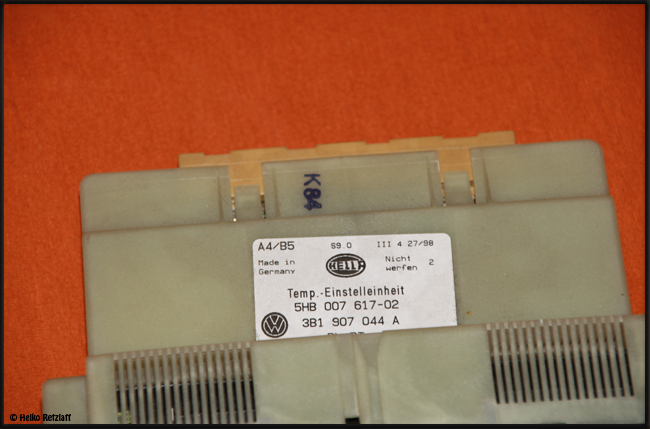 K84
A4/B5 S9.0 III 4 27/98
Made in Germany
HELLA
Nicht werfen 2
Temp.-Einstelleinheit
5HB 007 617-02
VW
3B1 907 044 A
© Heiko Retzlaff